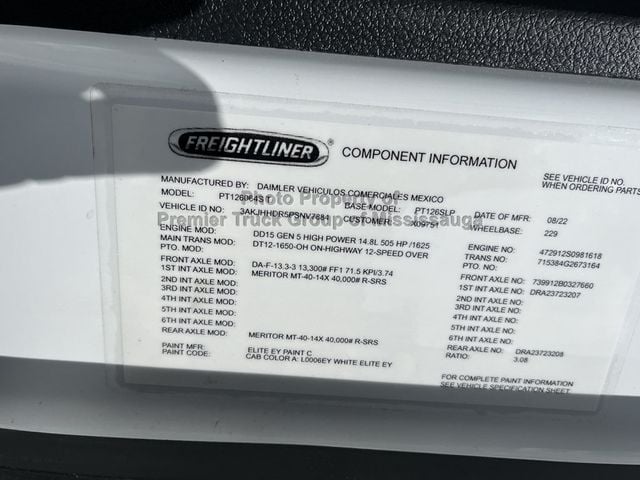 FREIGHTLINER
COMPONENT INFORMATION
SEE VEHICLE ID NO.
WHEN ORDERING PARTS
MANUFACTURED BY: DAIMLER VEHICULOS COMERCIALES MEXICO
MODEL: PT126064S T BASE MODEL: PT126SLP DATE OF MFR: 08/22
VEHICLE ID NO: 3AKJHHDR5PSNV7684 CUSTOMER: WHEELBASE: 229
Photo Property of
Premier Truck Group of Mississauga
ENGINE MOD: DD15 GEN 5 HIGH POWER 14.8L 505 HP /1625 ENGINE NO: 472912S0981618
MAIN TRANS MOD: DT12-1650-OH ON-HIGHWAY 12-SPEED OVER TRANS NO: 715384G2673164
PTO. MOD: PTO. NO:
FRONT AXLE MOD: DA-F-13.3-3 13,300# FF1 71.5 KPI/3.74 FRONT AXLE NO: 739912B0327660
1ST INT AXLE MOD: MERITOR MT-40-14X 40,000# R-SRS 1ST INT AXLE NO: DRA23723207
2ND INT AXLE MOD: 2ND INT AXLE NO:
3RD INT AXLE MOD: 3RD INT AXLE NO:
4TH INT AXLE MOD: 4TH INT AXLE NO:
5TH INT AXLE MOD: 5TH INT AXLE NO:
6TH INT AXLE MOD: 6TH INT AXLE NO:
REAR AXLE MOD: MERITOR MT-40-14X 40,000# R-SRS REAR AXLE NO: DRA23723208
RATIO: 3.08
PAINT MFR: ELITE EY PAINT C
PAINT CODE: CAB COLOR A: L0006EY WHITE ELITE EY
FOR COMPLETE PAINT INFORMATION
SEE VEHICLE SPECIFICATION SHEET.